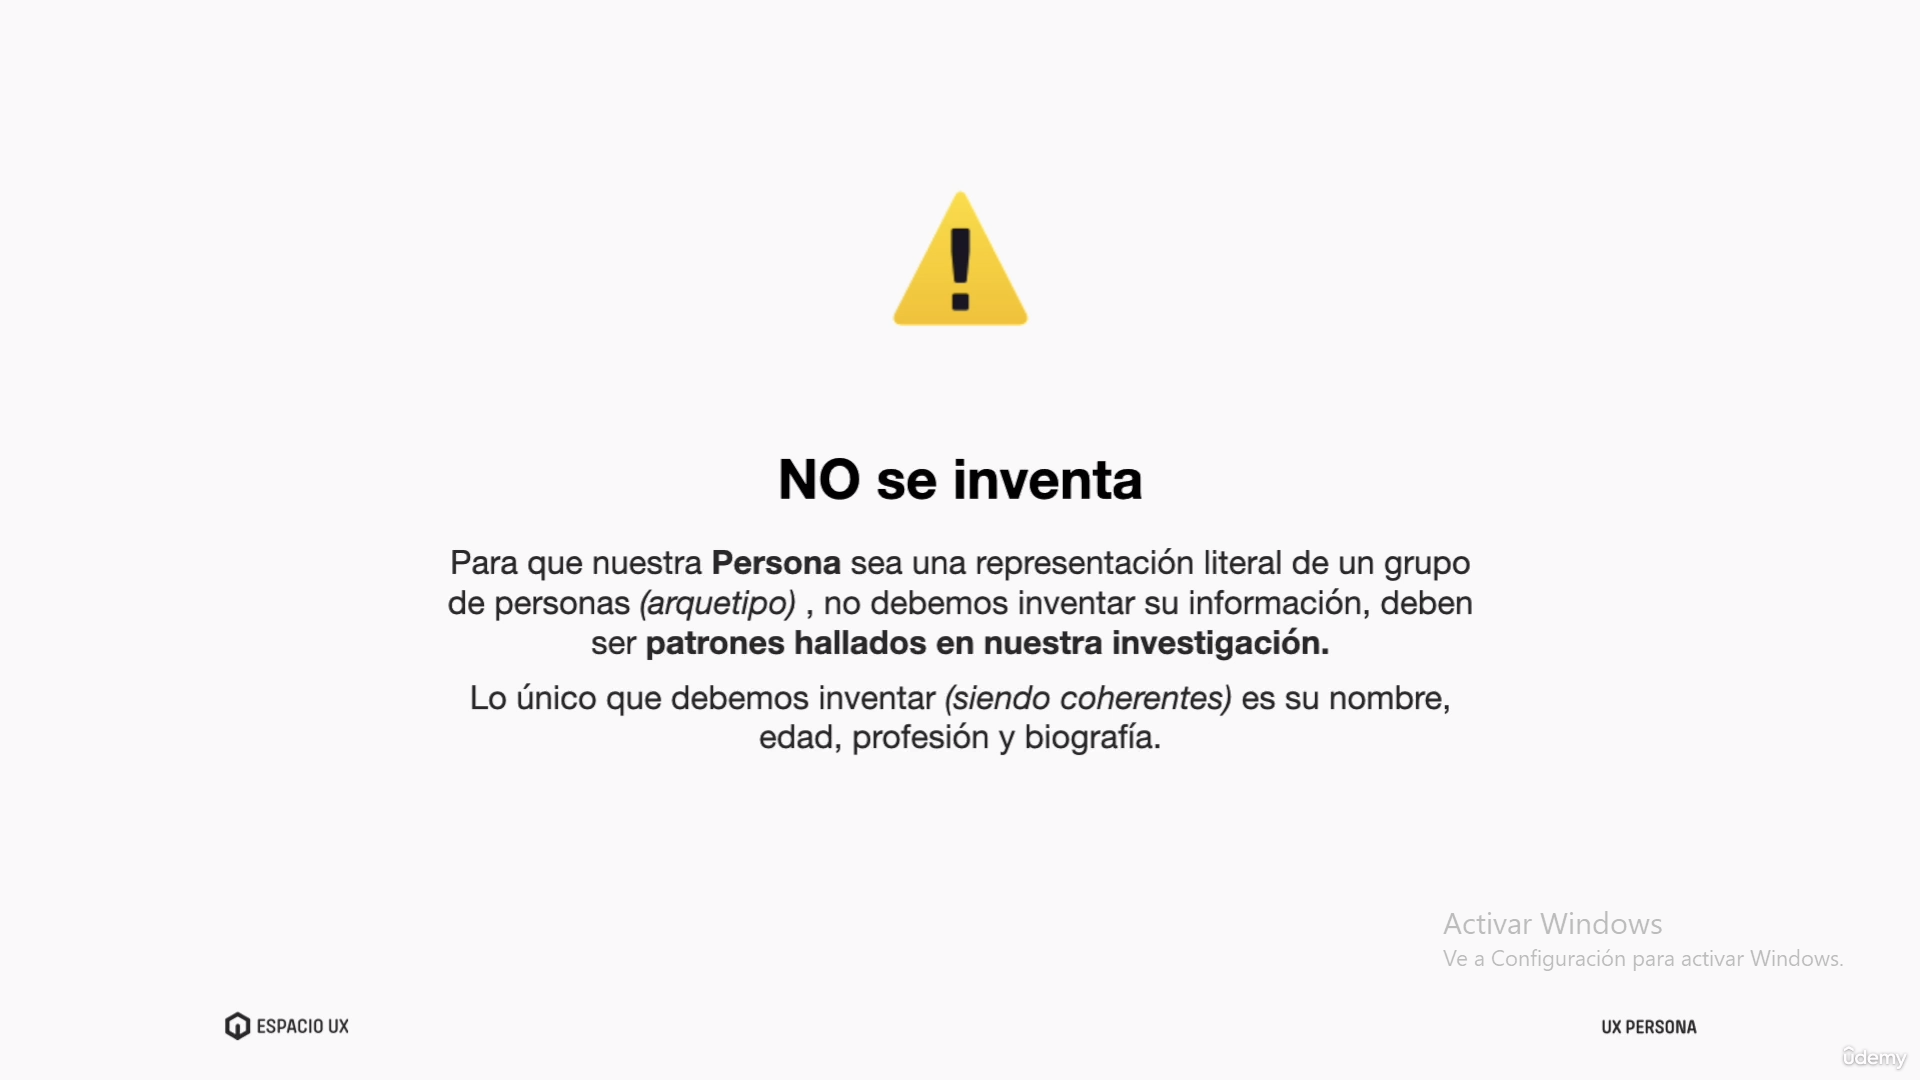 NO se inventa
Para que nuestra Persona sea una representación literal de un grupo
de personas (arquetipo) , no debemos inventar su información, deben
ser patrones hallados en nuestra investigación.
Lo único que debemos inventar (siendo coherentes) es su nombre,
edad, profesión y biografía.
Activar Windows
Ve a Configuración para activar Windows.
ESPACIO UX
UX PERSONA
ûdemy